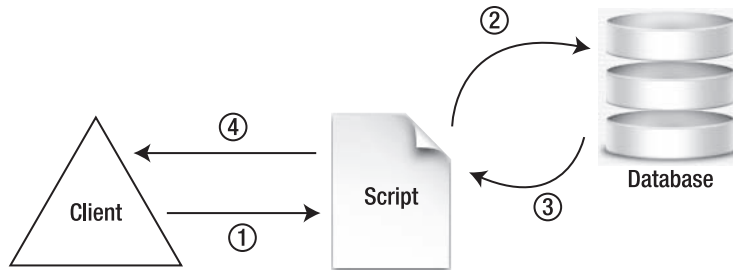 ②
④
Client
①
Script
③
Database